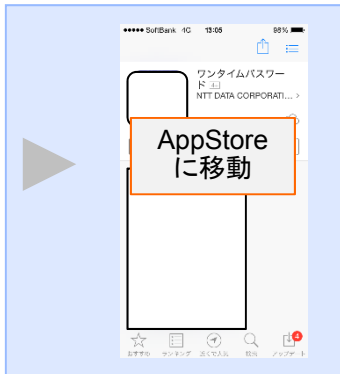 ●●●●● SoftBank 4G 13:05 98%
ワンタイムパスワー
ド 4+
NTT DATA CORPORATI... >
AppStore
に移動
4
おすすめ ランキング 近くで人気 検索 アップデート